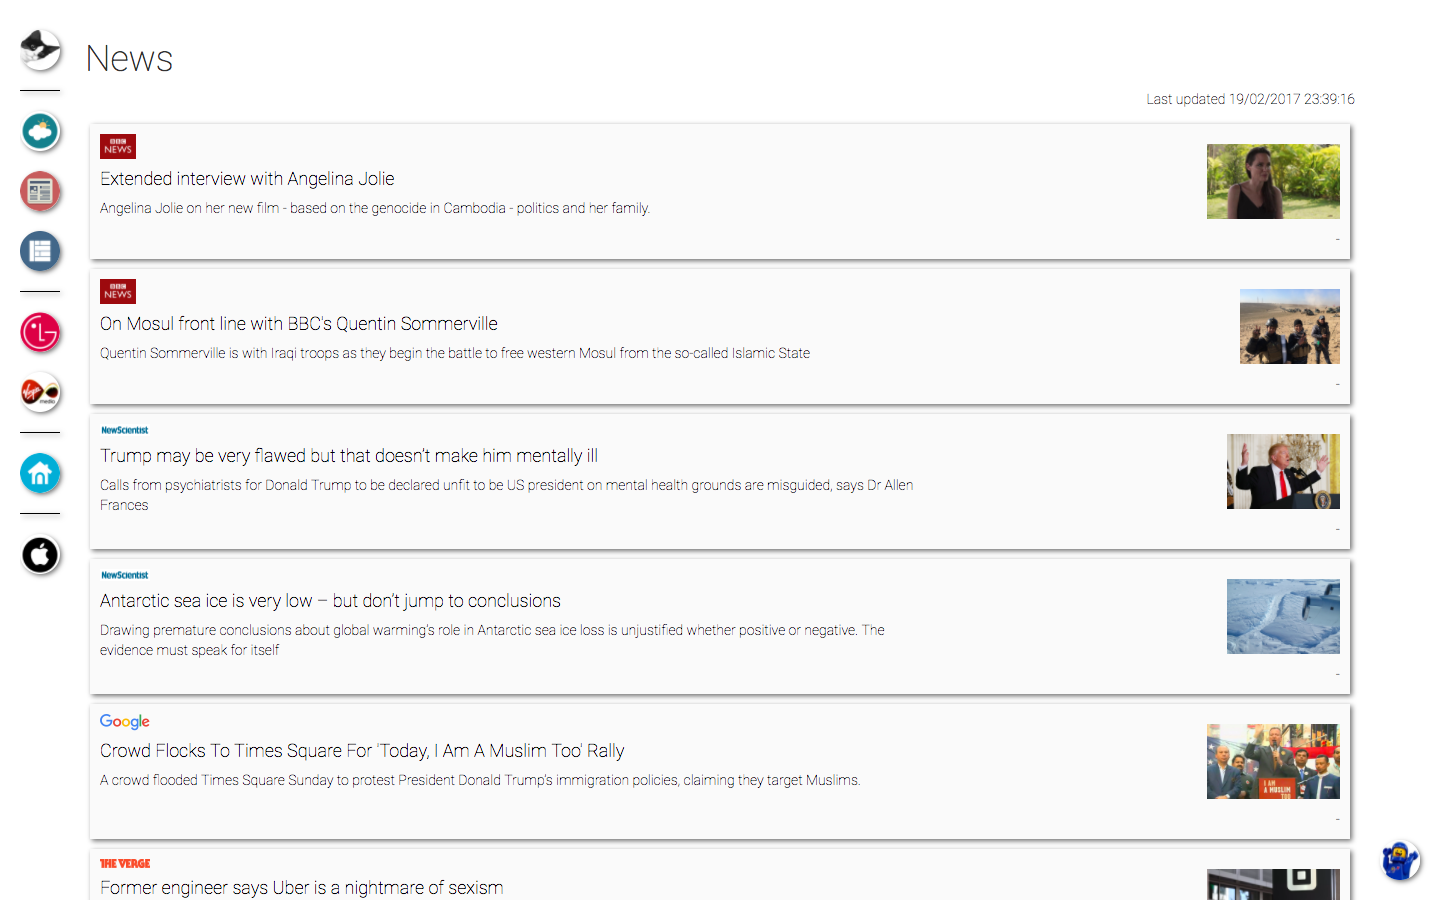 News
Last updated 19/02/2017 23:39:16
BBC
NEWS
Extended interview with Angelina Jolie
Angelina Jolie on her new film - based on the genocide in Cambodia - politics and her family.
-
BBC
NEWS
On Mosul front line with BBC's Quentin Sommerville
Quentin Sommerville is with Iraqi troops as they begin the battle to free western Mosul from the so-called Islamic State
-
NewScientist
Trump may be very flawed but that doesn’t make him mentally ill
Calls from psychiatrists for Donald Trump to be declared unfit to be US president on mental health grounds are misguided, says Dr Allen
Frances
-
NewScientist
Antarctic sea ice is very low – but don’t jump to conclusions
Drawing premature conclusions about global warming’s role in Antarctic sea ice loss is unjustified whether positive or negative. The
evidence must speak for itself
-
Google
Crowd Flocks To Times Square For 'Today, I Am A Muslim Too' Rally
A crowd flooded Times Square Sunday to protest President Donald Trump’s immigration policies, claiming they target Muslims.
I AM
A MUSLIM
TOO
-
THE VERGE
Former engineer says Uber is a nightmare of sexism
LG
Virgin
media